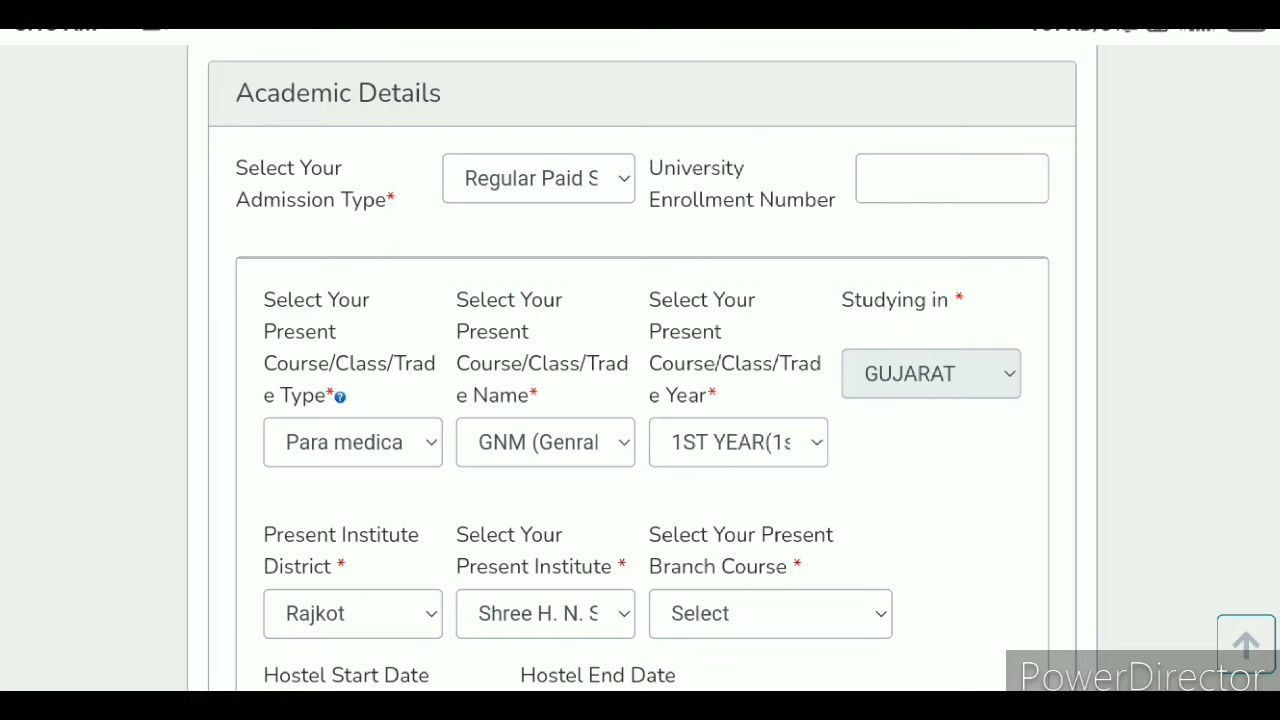 Academic Details
Select Your
Admission Type*
Regular Paid S
University
Enrollment Number
Select Your
Present
Course/Class/Trad
e Type*?
Para medica
Select Your
Present
Course/Class/Trad
e Name*
GNM (Genral
Select Your
Present
Course/Class/Trad
e Year*
1ST YEAR(1s
Studying in *
GUJARAT
Present Institute
District *
Rajkot
Select Your
Present Institute *
Shree H. N. S
Select Your Present
Branch Course *
Select
Hostel Start Date
Hostel End Date
PowerDirector